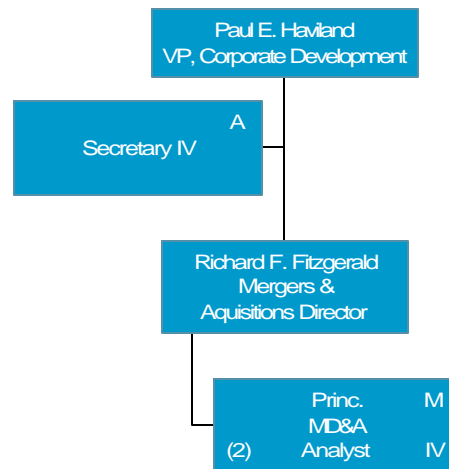 Paul E. Haviland
VP, Corporate Development
A
Secretary IV
Richard F. Fitzgerald
Mergers &
Aquisitions Director
Princ. M
MD&A
(2) Analyst IV